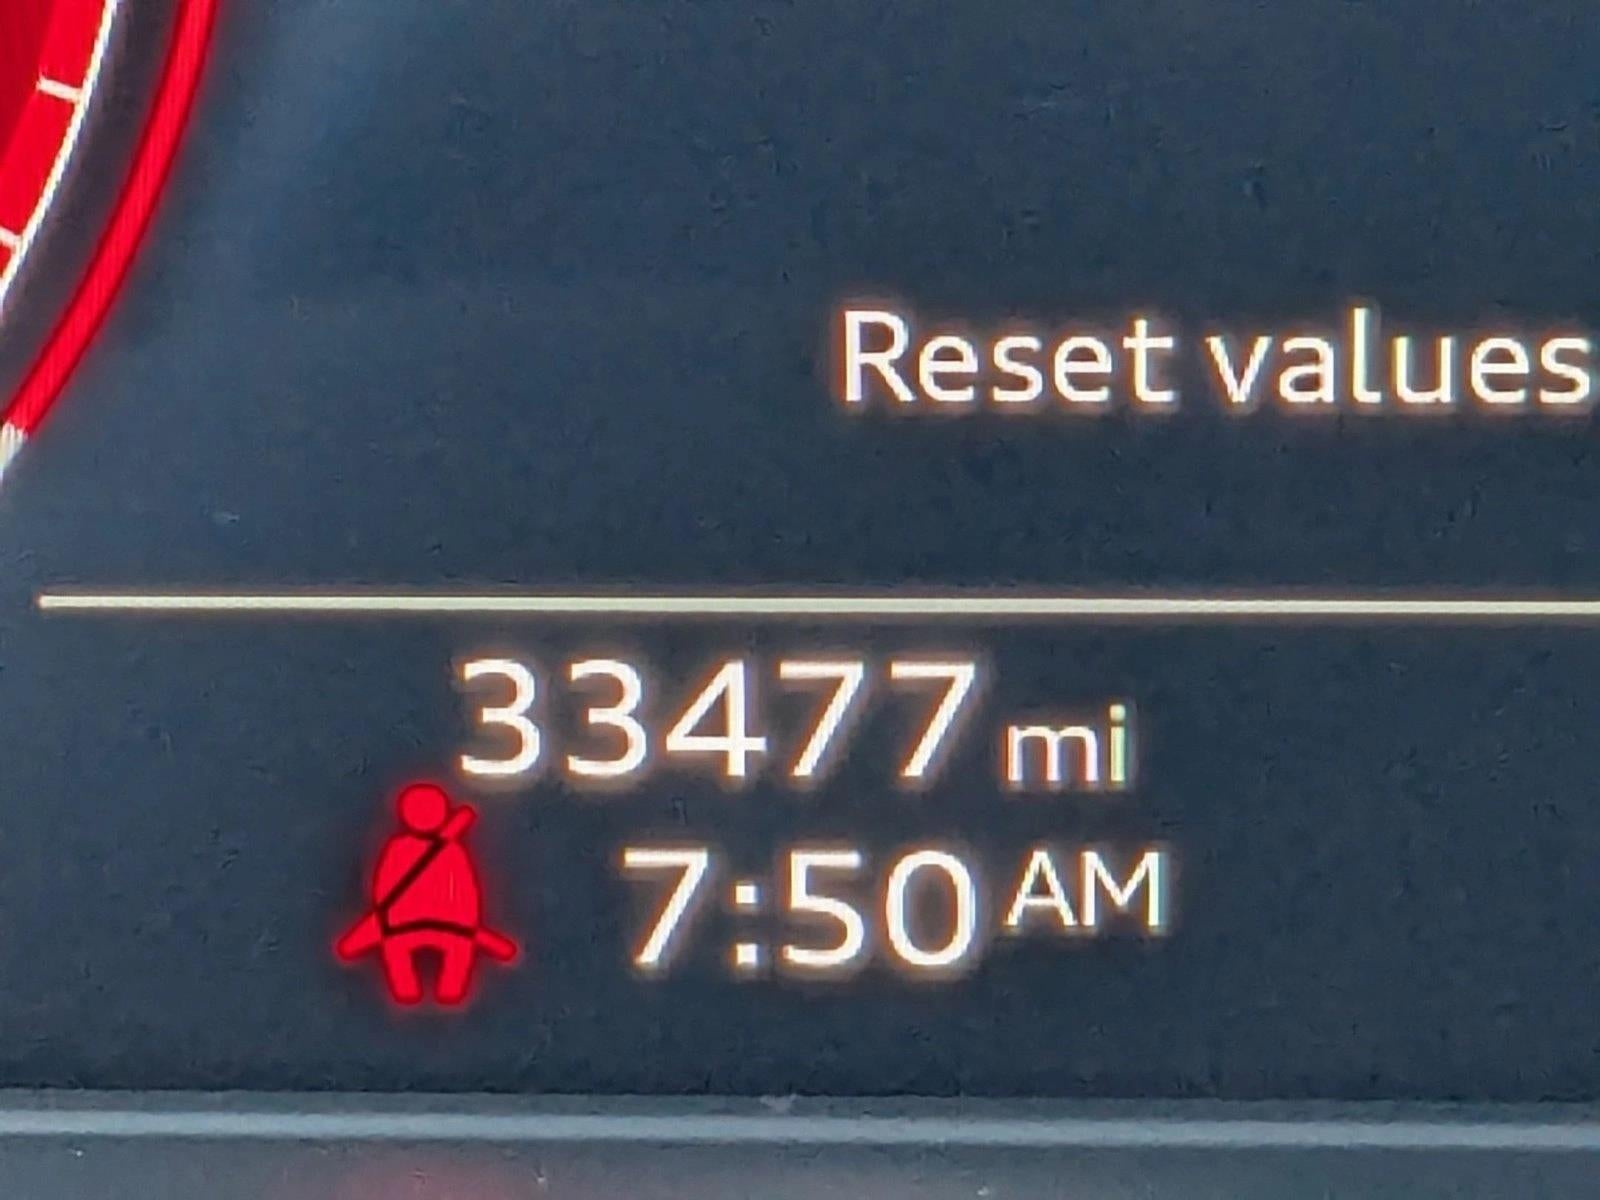 Reset values
33477 mi
7:50 AM